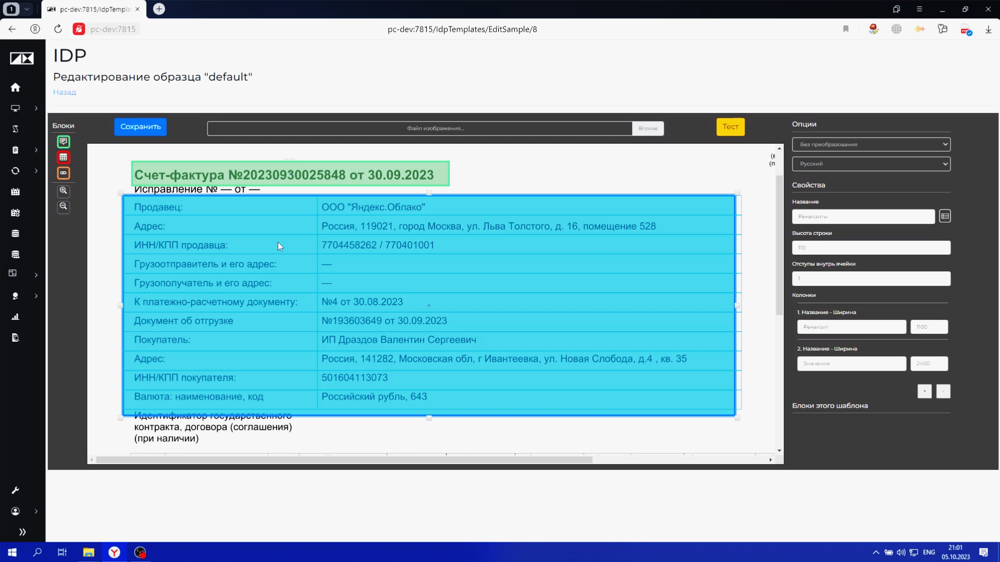 1
pc-dev:7815/IdpTempla
pc-dev:7815
pc-dev:7815/IdpTemplates/EditSample/8
IDP
Редактирование образца "default"
Назад
Блоки
Сохранить
Файл изображения...
Browse
Тест
Счет-фактура №20230930025848 от 30.09.2023
Исправление № — от —
Продавец: ООО "Яндекс.Облако"
Адрес: Россия, 119021, город Москва, ул. Льва Толстого, д. 16, помещение 528
ИНН/КПП продавца: 7704458262 / 770401001
Грузоотправитель и его адрес: —
Грузополучатель и его адрес: —
К платежно-расчетному документу: №4 от 30.08.2023
Документ об отгрузке №193603649 от 30.09.2023
Покупатель: ИП Драздов Валентин Сергеевич
Адрес: Россия, 141282, Московская обл, г Ивантеевка, ул. Новая Слобода, д.4 , кв. 35
ИНН/КПП покупателя: 501604113073
Валюта: наименование, код Российский рубль, 643
Идентификатор государственного
контракта, договора (соглашения)
(при наличии)
Опции
Без преобразования
Русский
Свойства
Название
Реквизиты
Высота строки
110
Отступы внутрь ячейки
1
Колонки
1. Название - Ширина
Реквизит 1100
2. Название - Ширина
Значение 2400
+ -
Блоки этого шаблона
ENG
21:01
05.10.2023